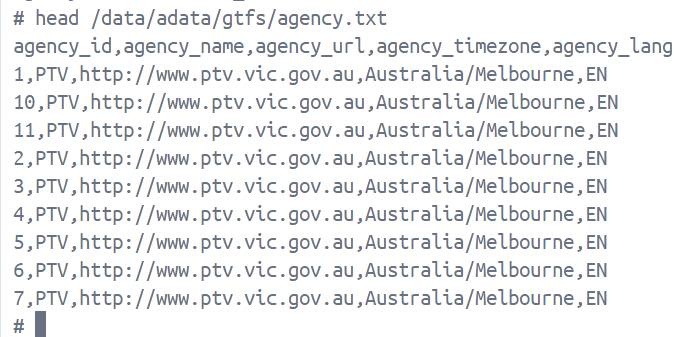 # head /data/adata/gtfs/agency.txt
agency_id,agency_name,agency_url,agency_timezone,agency_lang
1,PTV,http://www.ptv.vic.gov.au,Australia/Melbourne,EN
10,PTV,http://www.ptv.vic.gov.au,Australia/Melbourne,EN
11,PTV,http://www.ptv.vic.gov.au,Australia/Melbourne,EN
2,PTV,http://www.ptv.vic.gov.au,Australia/Melbourne,EN
3,PTV,http://www.ptv.vic.gov.au,Australia/Melbourne,EN
4,PTV,http://www.ptv.vic.gov.au,Australia/Melbourne,EN
5,PTV,http://www.ptv.vic.gov.au,Australia/Melbourne,EN
6,PTV,http://www.ptv.vic.gov.au,Australia/Melbourne,EN
7,PTV,http://www.ptv.vic.gov.au,Australia/Melbourne,EN
#